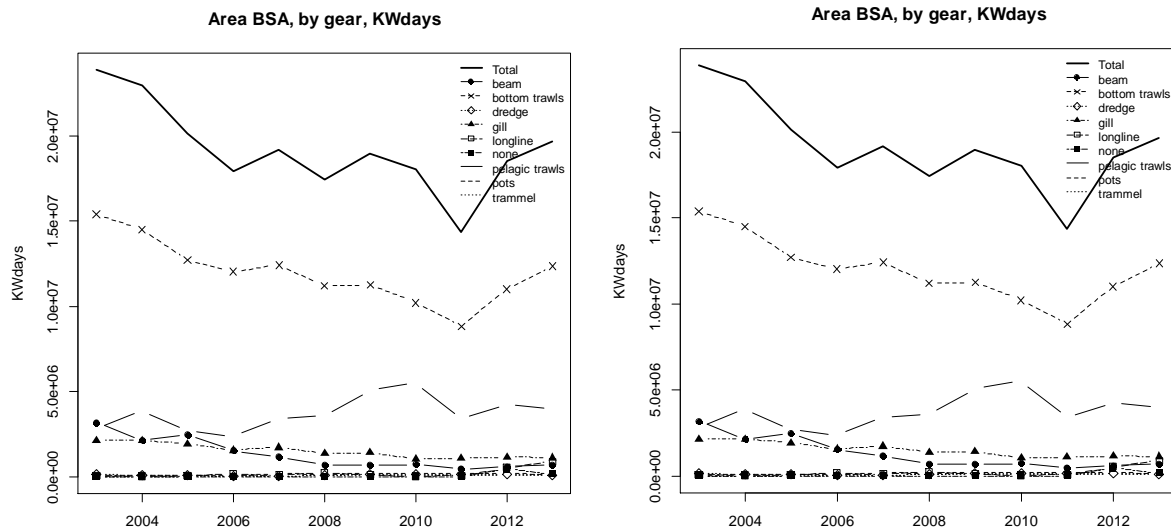 Area BSA, by gear, KWdays
KWdays
2.0e+07
1.5e+07
1.0e+07
5.0e+06
0.0e+00
Total
beam
bottom trawls
dredge
gill
longline
none
pelagic trawls
pots
trammel
2004 2006 2008 2010 2012
Area BSA, by gear, KWdays
KWdays
2.0e+07
1.5e+07
1.0e+07
5.0e+06
0.0e+00
Total
beam
bottom trawls
dredge
gill
longline
none
pelagic trawls
pots
trammel
2004 2006 2008 2010 2012